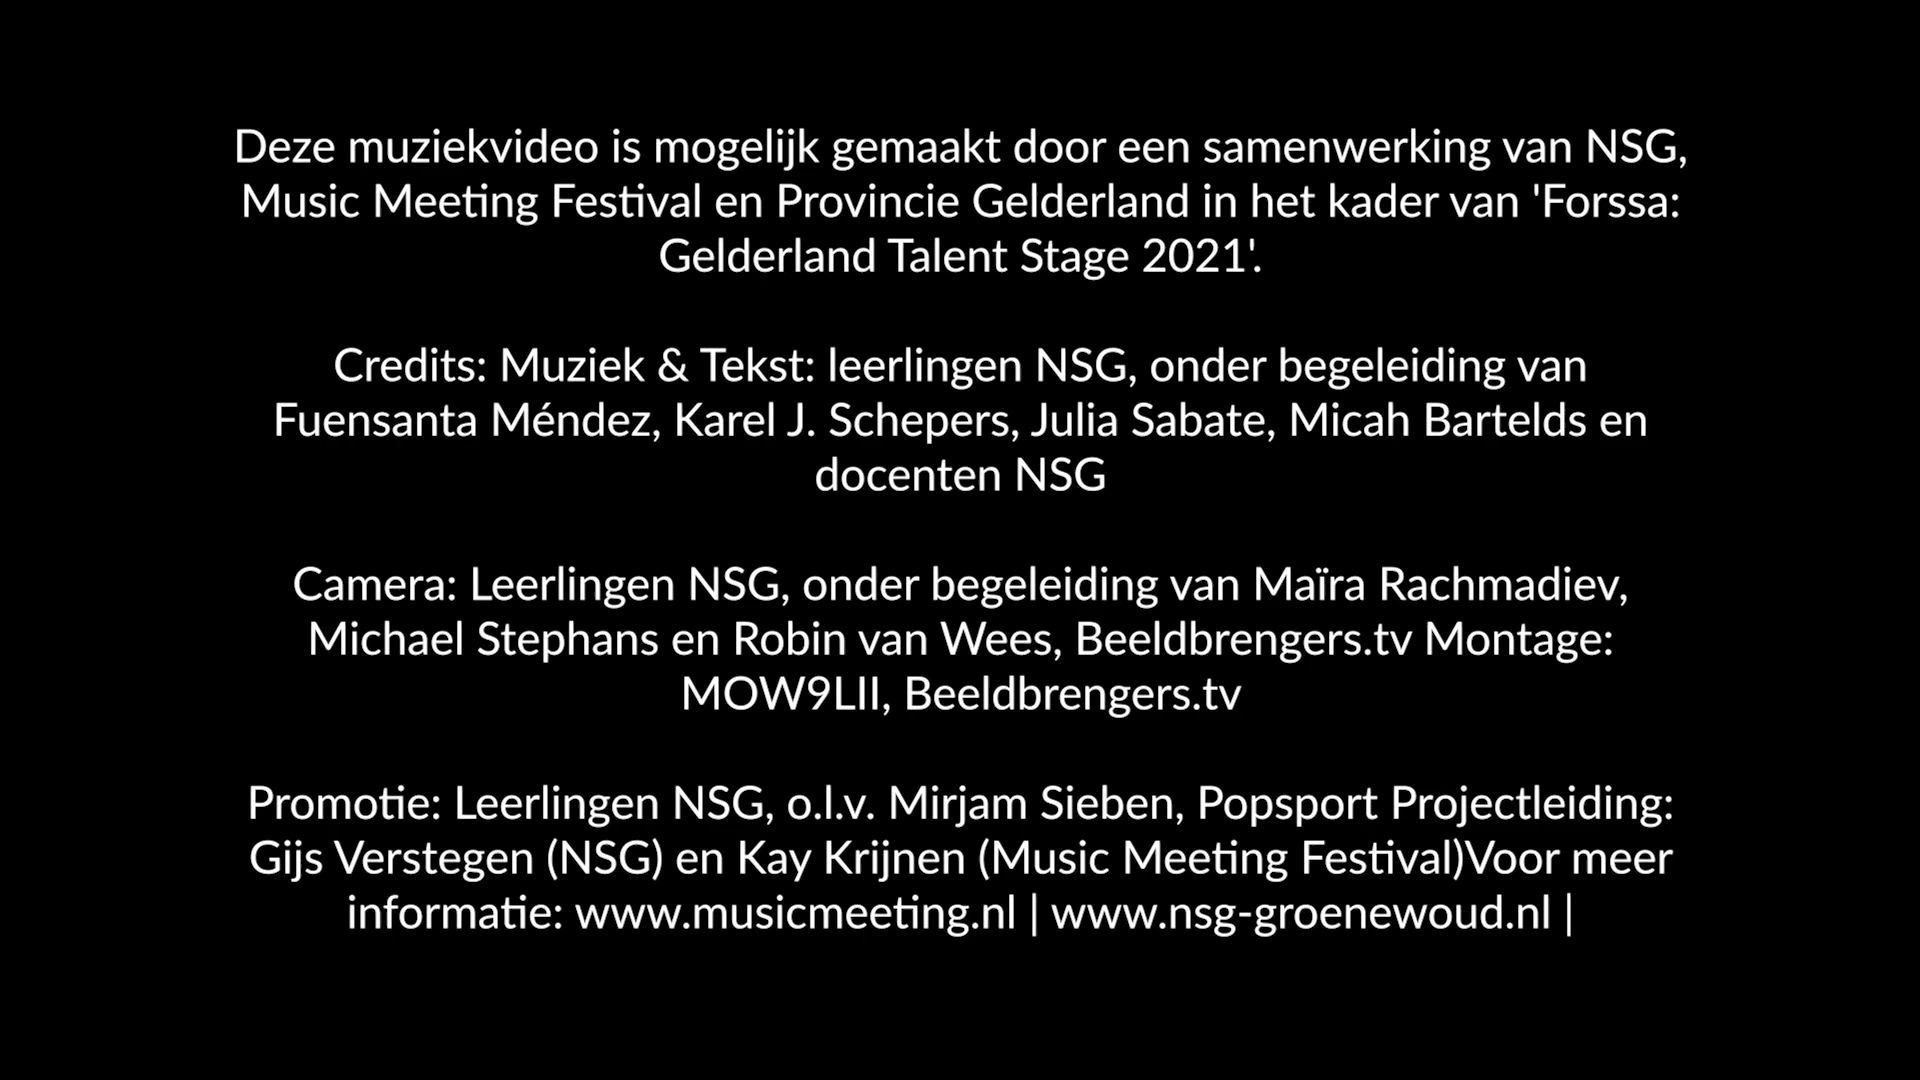 Deze muziekvideo is mogelijk gemaakt door een samenwerking van NSG,
Music Meeting Festival en Provincie Gelderland in het kader van 'Forssa:
Gelderland Talent Stage 2021'.
Credits: Muziek & Tekst: leerlingen NSG, onder begeleiding van
Fuensanta Méndez, Karel J. Schepers, Julia Sabate, Micah Bartelds en
docenten NSG
Camera: Leerlingen NSG, onder begeleiding van Maïra Rachmadiev,
Michael Stephans en Robin van Wees, Beeldbrengers.tv Montage:
MOW9LII, Beeldbrengers.tv
Promotie: Leerlingen NSG, o.l.v. Mirjam Sieben, Popsport Projectleiding:
Gijs Verstegen (NSG) en Kay Krijnen (Music Meeting Festival)Voor meer
informatie: www.musicmeeting.nl | www.nsg-groenewoud.nl |